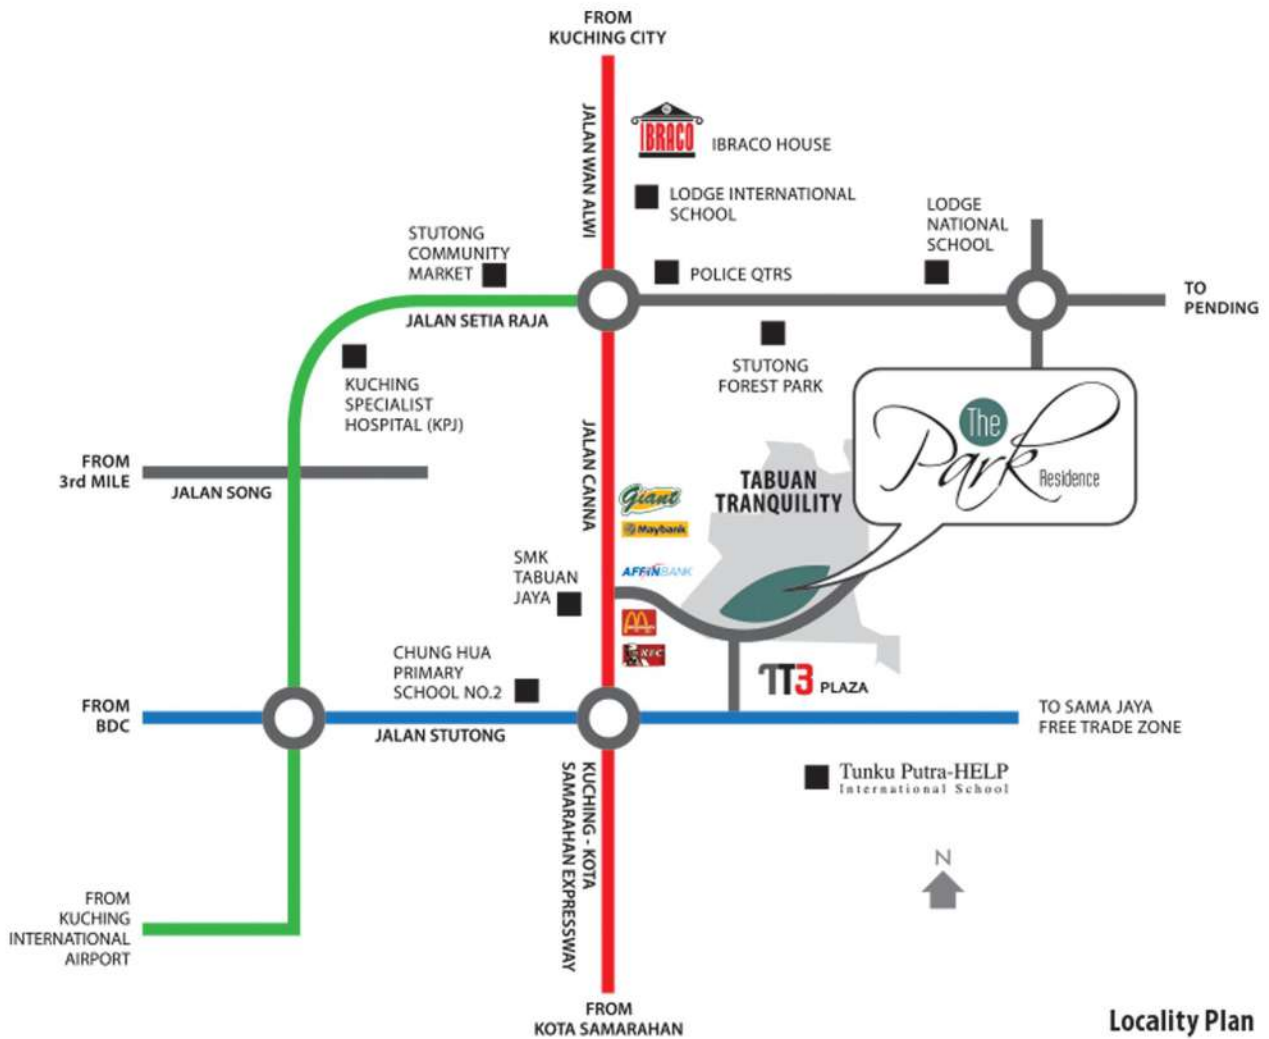 FROM
KUCHING CITY
JALAN WAN ALWI
IBRACO
IBRACO HOUSE
LODGE INTERNATIONAL
SCHOOL
LODGE
NATIONAL
SCHOOL
STUTONG
COMMUNITY
MARKET
POLICE QTRS
TO
PENDING
JALAN SETIA RAJA
STUTONG
FOREST PARK
KUCHING
SPECIALIST
HOSPITAL (KPJ)
The
Park
Residence
FROM
3rd MILE
JALAN SONG
JALAN CANNA
TABUAN
TRANQUILITY
Giant
Maybank
AFFINBANK
SMK
TABUAN
JAYA
KFC
CHUNG HUA
PRIMARY
SCHOOL NO.2
TT3 PLAZA
FROM
BDC
JALAN STUTONG
TO SAMA JAYA
FREE TRADE ZONE
KUCHING - KOTA
SAMARAHAN EXPRESSWAY
Tunku Putra-HELP
International School
N
FROM
KUCHING
INTERNATIONAL
AIRPORT
FROM
KOTA SAMARAHAN
Locality Plan